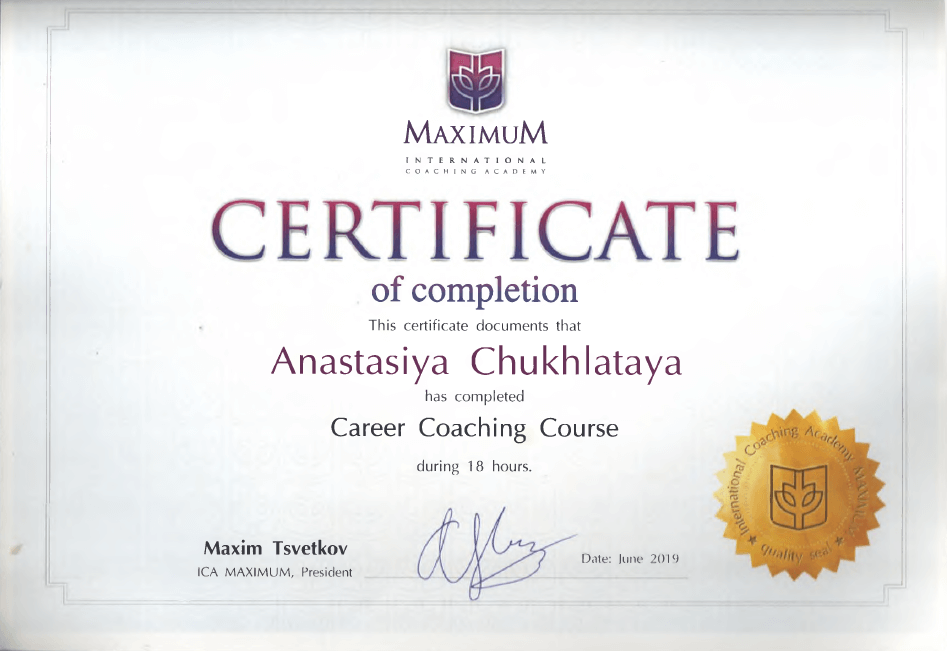 MAXIMUM
INTERNATIONAL
COACHING ACADEMY
CERTIFICATE
of completion
This certificate documents that
Anastasiya Chukhlataya
has completed
Career Coaching Course
during 18 hours.
International Coaching Academy MAXIMUM
quality seal
Maxim Tsvetkov
ICA MAXIMUM, President
Date: June 2019